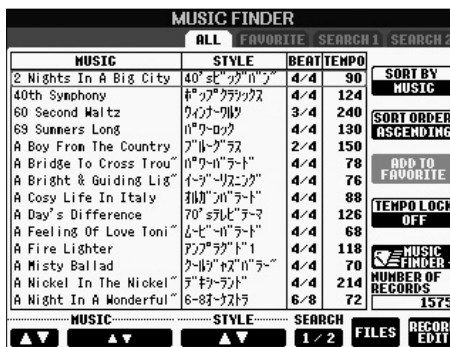 MUSIC FINDER
ALL FAVORITE SEARCH 1 SEARCH 2
MUSIC STYLE BEAT TEMPO
2 Nights In A Big City 40'sﾋﾞｯｸﾞﾊﾞﾝﾄﾞ 4/4 90
40th Symphony ﾎﾟｯﾌﾟｸﾗｼｯｸｽ 4/4 124
60 Second Waltz ｳｨﾝﾅｰﾜﾙﾂ 3/4 240
69 Summers Long ﾊﾟﾜｰﾛｯｸ 4/4 130
A Boy From The Country ﾌﾞﾙｰｸﾞﾗｽ 2/4 150
A Bridge To Cross Trou~ ﾊﾟﾜｰﾊﾞﾗｰﾄﾞ 4/4 78
A Bright & Guiding Lig~ ｲｰｼﾞｰﾘｽﾆﾝｸﾞ 4/4 76
A Cosy Life In Italy ｵﾙｶﾞﾝﾊﾞﾗｰﾄﾞ 4/4 88
A Day's Difference 70'sﾃﾚﾋﾞﾃｰﾏ 4/4 126
A Feeling Of Love Toni~ ﾑｰﾋﾞｰﾊﾞﾗｰﾄﾞ 4/4 68
A Fire Lighter ｱﾝﾌﾟﾗｸﾞﾄﾞ1 4/4 118
A Misty Ballad ｸｰﾙｼﾞｬｽﾞﾊﾞﾗｰ~ 4/4 70
A Nickel In The Nickel~ ﾃﾞｷｼｰﾗﾝﾄﾞ 4/4 214
A Night In A Wonderful~ 6-8ｵｰｹｽﾄﾗ 6/8 72
SORT BY
MUSIC
SORT ORDER
ASCENDING
ADD TO
FAVORITE
TEMPO LOCK
OFF
MUSIC
FINDER
NUMBER OF
RECORDS
1575
MUSIC STYLE SEARCH
▲▼ ▲▼ ▲▼ 1/2 FILES RECORD
EDIT